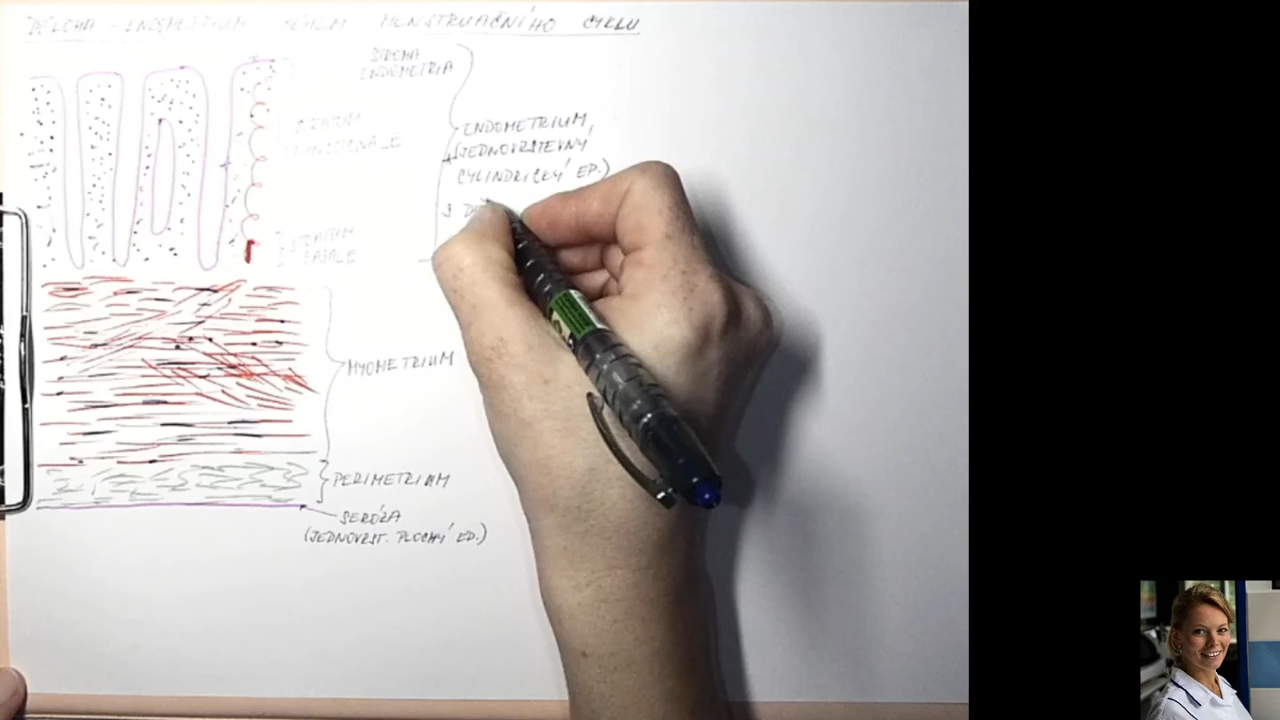 DĚLOHA - ENDOMETRIUM BĚHEM MENSTRUAČNÍHO CYKLU
STROMA
ENDOMETRIA
STRATUM
FUNKCIONALE
ENDOMETRIUM
(JEDNOVRSTEVNÝ
CYLINDRICKÝ EP.)
STRATUM
BASALE
MYOMETRIUM
PERIMETRIUM
SERÓZA
(JEDNOVRST. PLOCHÝ EP.)